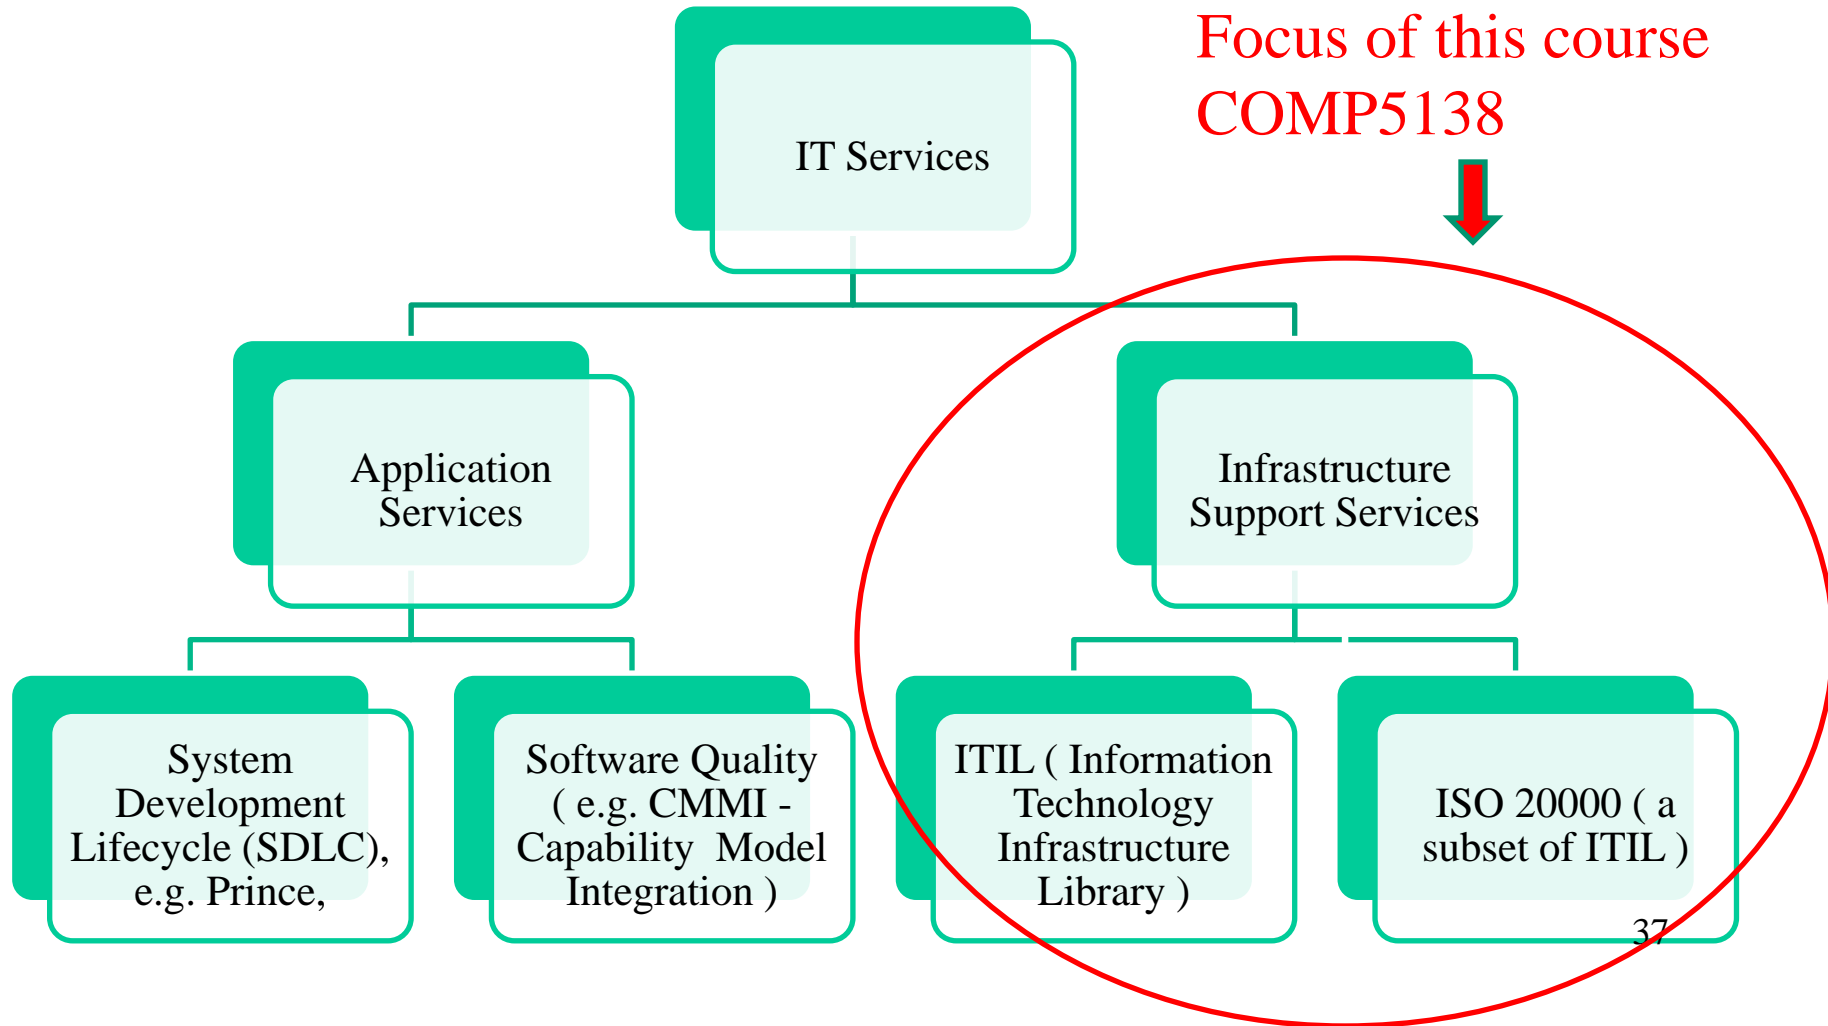 Focus of this course
COMP5138
IT Services
Application
Services
Infrastructure
Support Services
System
Development
Lifecycle (SDLC),
e.g. Prince,
Software Quality
( e.g. CMMI -
Capability  Model
Integration )
ITIL ( Information
Technology
Infrastructure
Library )
ISO 20000 ( a
subset of ITIL )
37